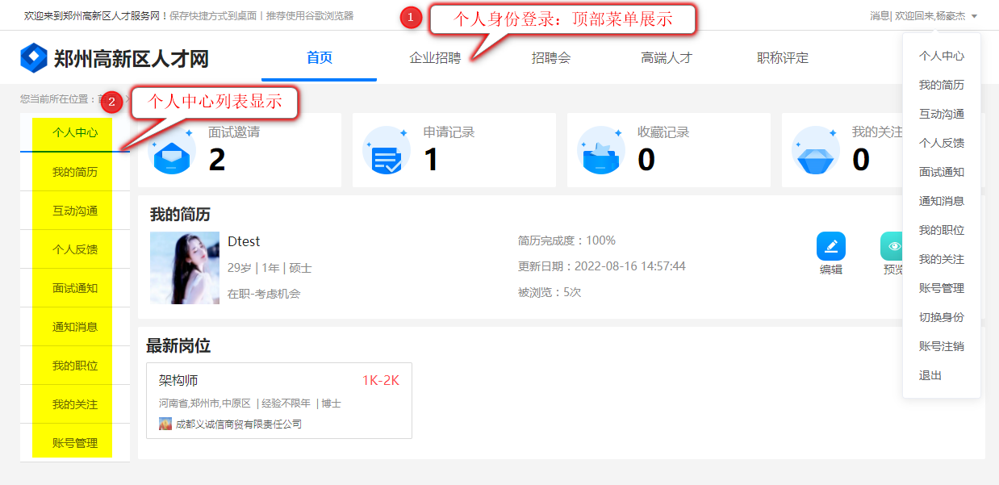 欢迎来到郑州高新区人才服务网！保存快捷方式到桌面 | 推荐使用谷歌浏览器
1
个人身份登录：顶部菜单展示
消息| 欢迎回来,杨豪杰
郑州高新区人才网
首页
企业招聘
招聘会
高端人才
职称评定
您当前所在位置：首
2
个人中心列表显示
个人中心
我的简历
互动沟通
个人反馈
面试通知
通知消息
我的职位
我的关注
账号管理
面试邀请
2
申请记录
1
收藏记录
0
我的关注
0
我的简历
Dtest
29岁 | 1年 | 硕士
在职-考虑机会
简历完成度：100%
更新日期：2022-08-16 14:57:44
被浏览：5次
编辑
预览
最新岗位
架构师
1K-2K
河南省,郑州市,中原区 | 经验不限年 | 博士
成都义诚信商贸有限责任公司
个人中心
我的简历
互动沟通
个人反馈
面试通知
通知消息
我的职位
我的关注
账号管理
切换身份
账号注销
退出